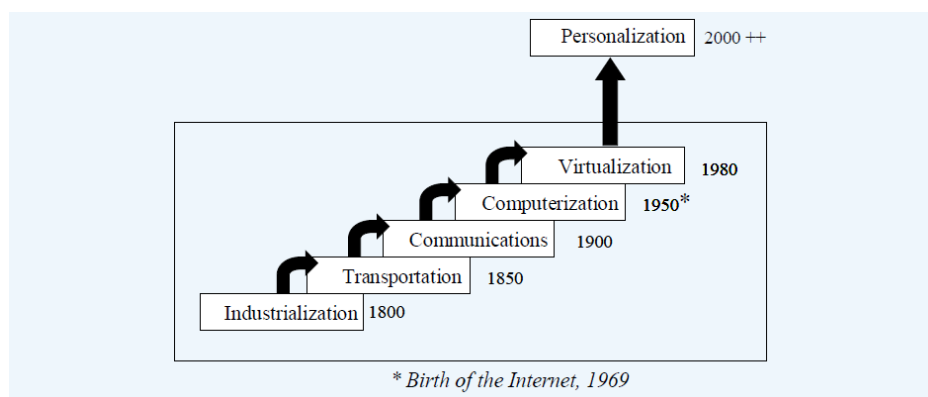 Personalization 2000 ++
Virtualization 1980
Computerization 1950*
Communications 1900
Transportation 1850
Industrialization 1800
* Birth of the Internet, 1969